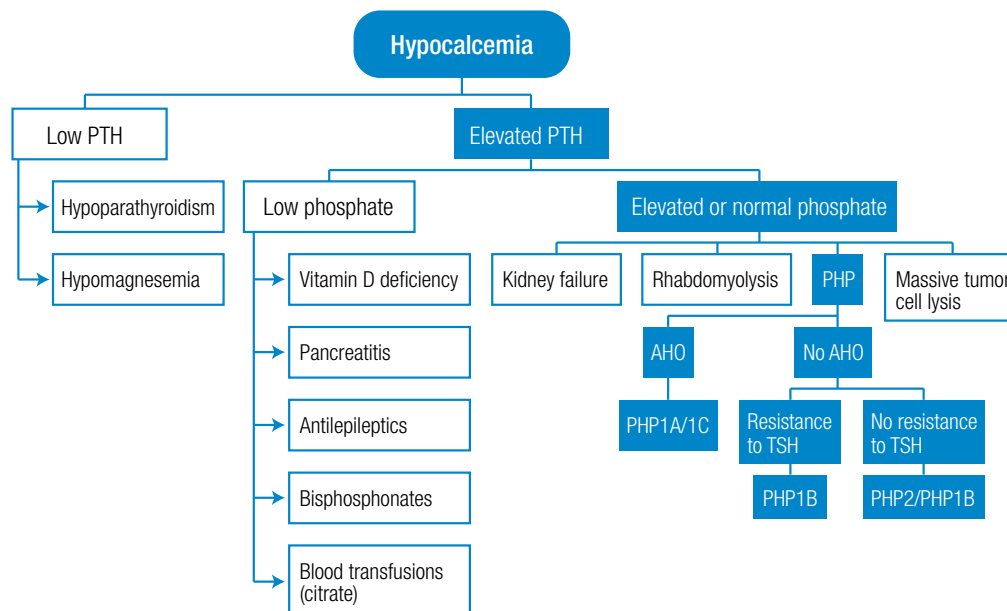 Hypocalcemia
Low PTH
Elevated PTH
Hypoparathyroidism
Hypomagnesemia
Low phosphate
Vitamin D deficiency
Pancreatitis
Antilepileptics
Bisphosphonates
Blood transfusions
(citrate)
Elevated or normal phosphate
Kidney failure
Rhabdomyolysis
PHP
Massive tumor
cell lysis
AHO
No AHO
PHP1A/1C
Resistance
to TSH
No resistance
to TSH
PHP1B
PHP2/PHP1B